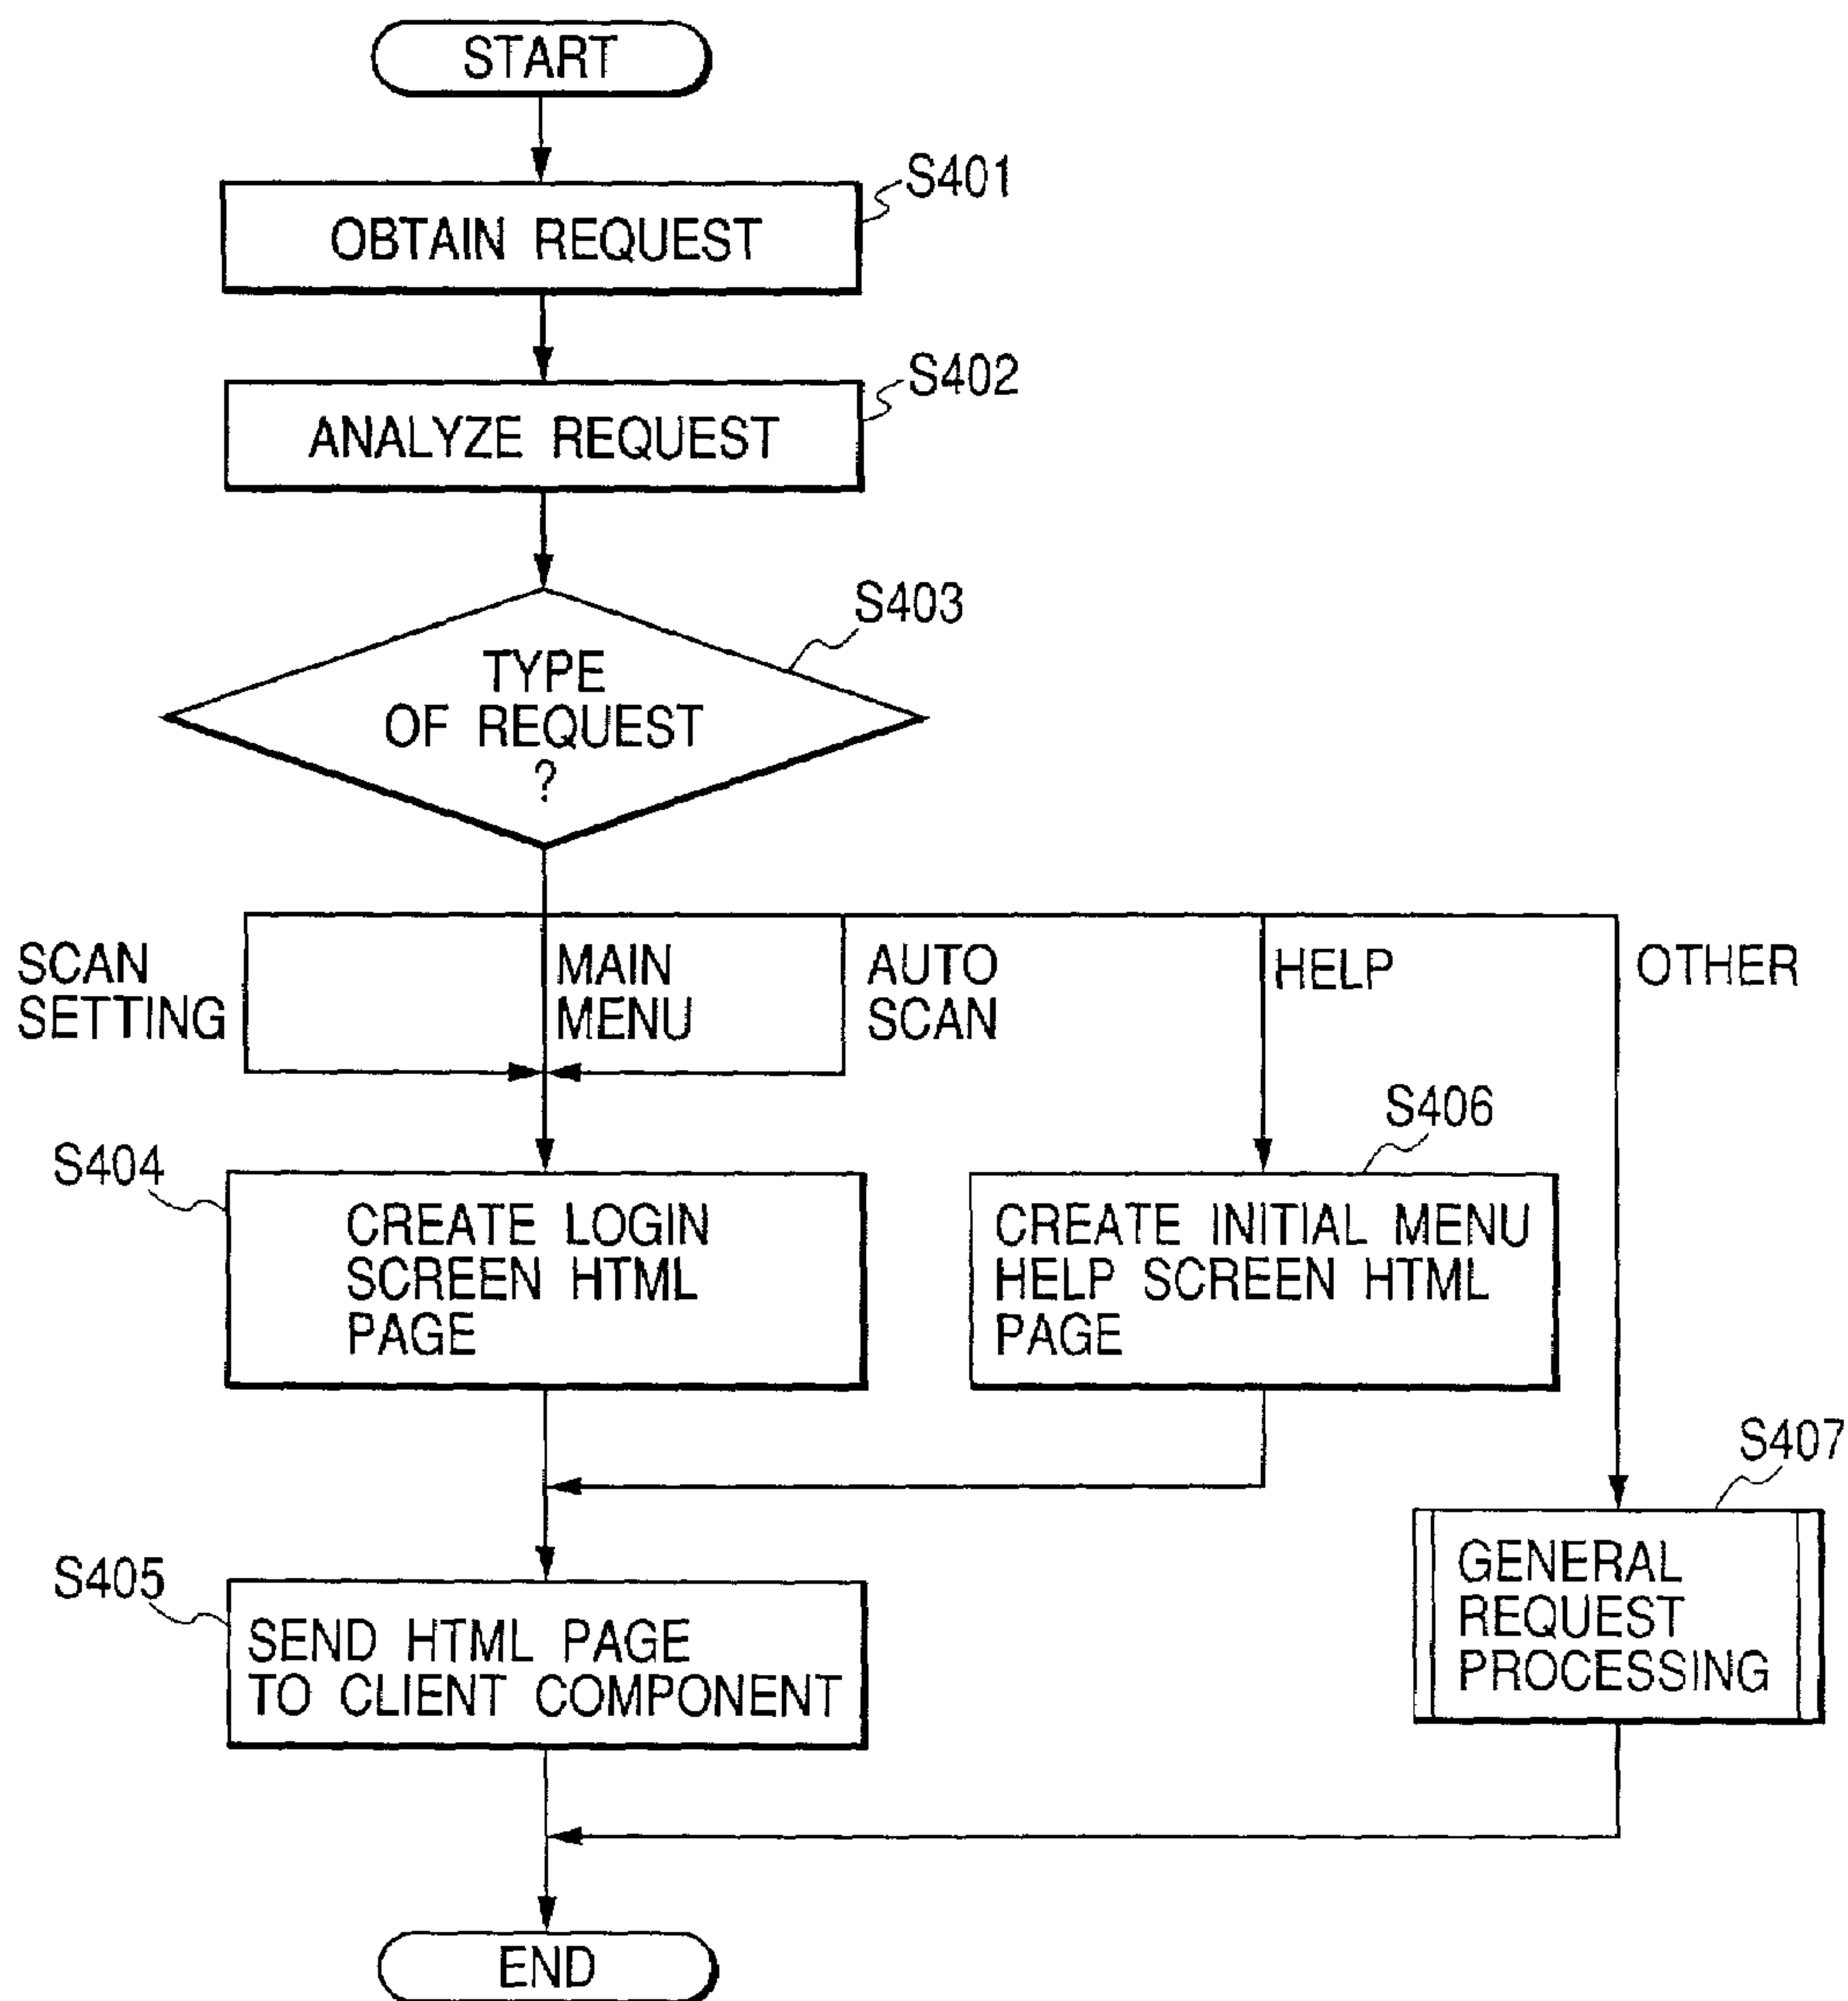 START
S401
OBTAIN REQUEST
S402
ANALYZE REQUEST
S403
TYPE
OF REQUEST
?
SCAN
SETTING
MAIN
MENU
AUTO
SCAN
HELP
OTHER
S404
CREATE LOGIN
SCREEN HTML
PAGE
S406
CREATE INITIAL MENU
HELP SCREEN HTML
PAGE
S405
SEND HTML PAGE
TO CLIENT COMPONENT
S407
GENERAL
REQUEST
PROCESSING
END